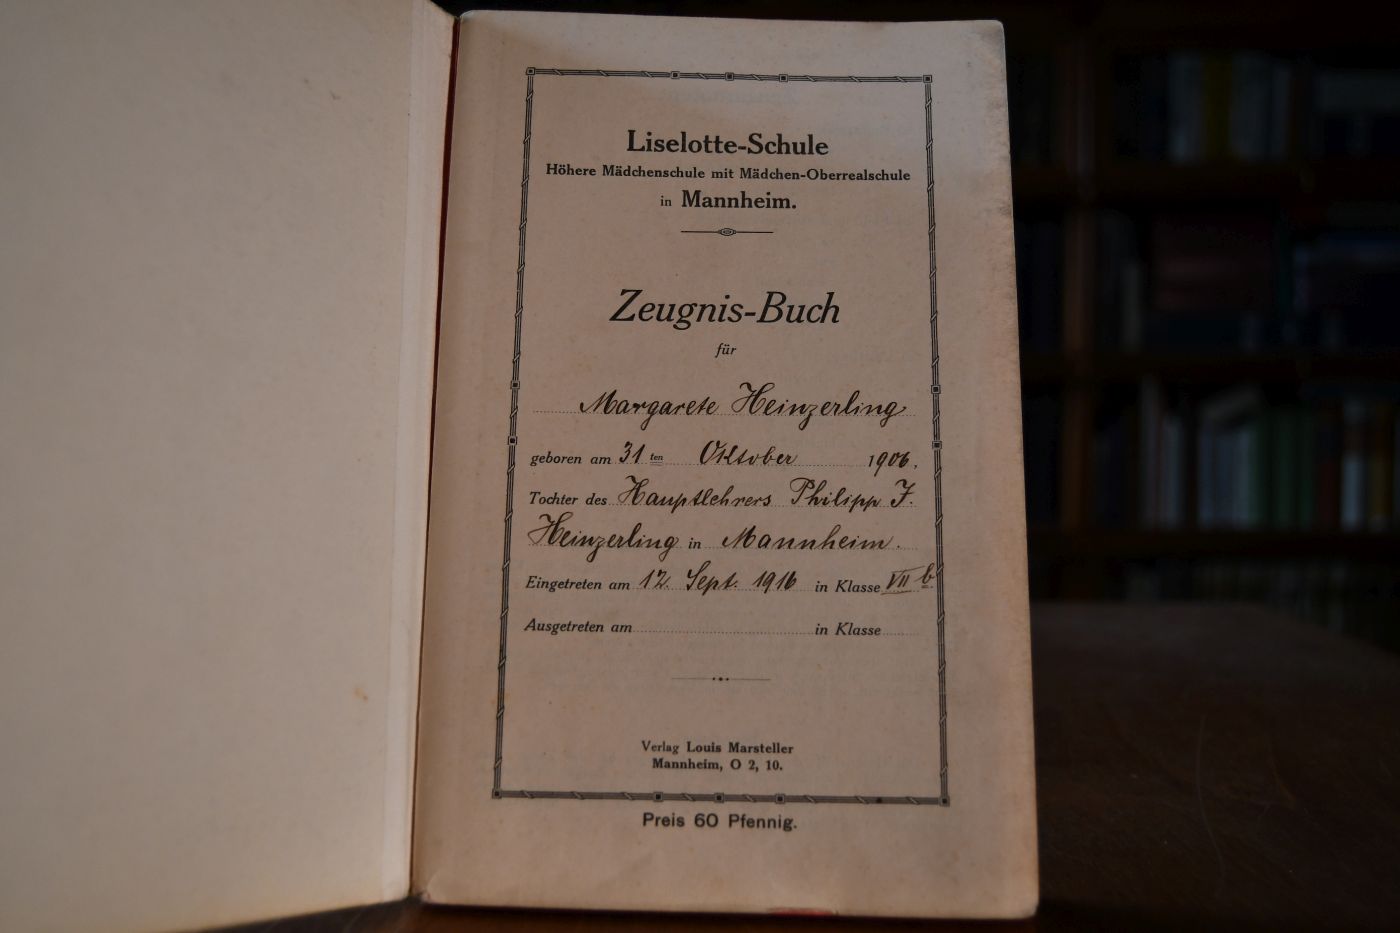 Liselotte-Schule
Höhere Mädchenschule mit Mädchen-Oberrealschule
in Mannheim.
Zeugnis-Buch
für
Margarete Heinzerling
geboren am 31ten Oktober 1906.
Tochter des Hauptlehrers Philipp J.
Heinzerling in Mannheim.
Eingetreten am 12. Sept. 1916 in Klasse VII b.
Ausgetreten am in Klasse
Verlag Louis Marsteller
Mannheim, O 2, 10.
Preis 60 Pfennig.